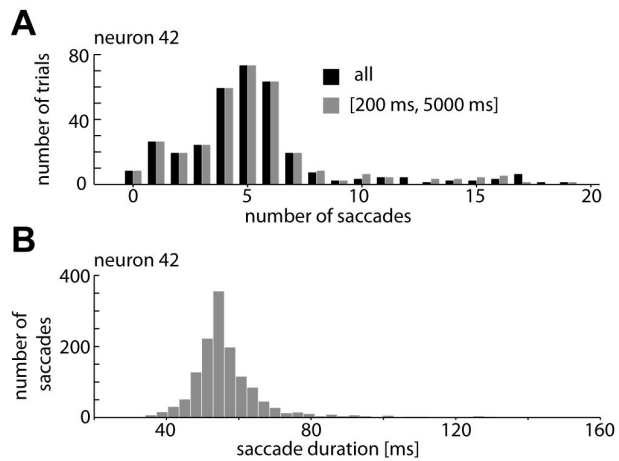 A
neuron 42
number of trials
80
40
0
all
[200 ms, 5000 ms]
0 5 10 15 20
number of saccades
B
neuron 42
number of
saccades
400
200
0
40 80 120 160
saccade duration [ms]